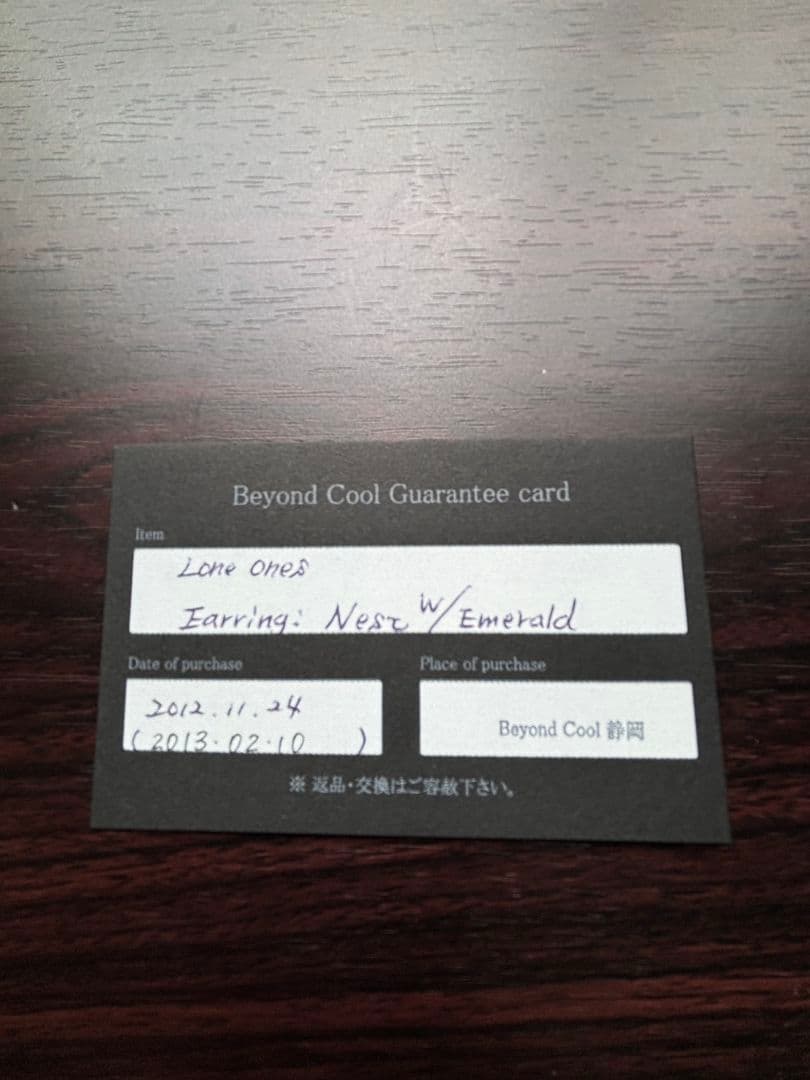 Beyond Cool Guarantee card
Item
Lone Ones
Earring: Nest w/Emerald
Date of purchase
Place of purchase
2012.11.24
(2013.02.10 )
Beyond Cool 静岡
※ 返品・交換はご容赦下さい。